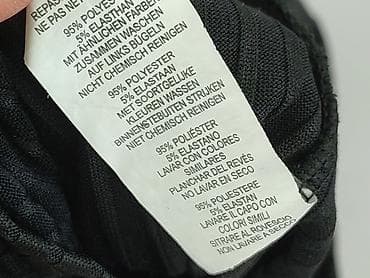 REPAS
NE PAS NET
95% POLYESTER
5% ELASTHAN
MIT ÄHNLICHEN FARBEN
ZUSAMMEN WASCHEN
AUF LINKS BÜGELN
NICHT CHEMISCH REINIGEN
95% POLYESTER
5% ELASTAAN
MET SOORTGELIJKE
KLEUREN WASSEN
BINNENSTEBUITEN STRIJKEN
NIET CHEMISCH REINIGEN
95% POLIÉSTER
5% ELASTANO
LAVAR CON COLORES
SIMILARES
PLANCHAR DEL REVÉS
NO LAVAR EN SECO
95% POLIESTERE
5% ELASTAN
LAVARE IL CAPO CON
COLORI SIMILI
STIRARE AL ROVESCIO
NON LAVARE A SECCO